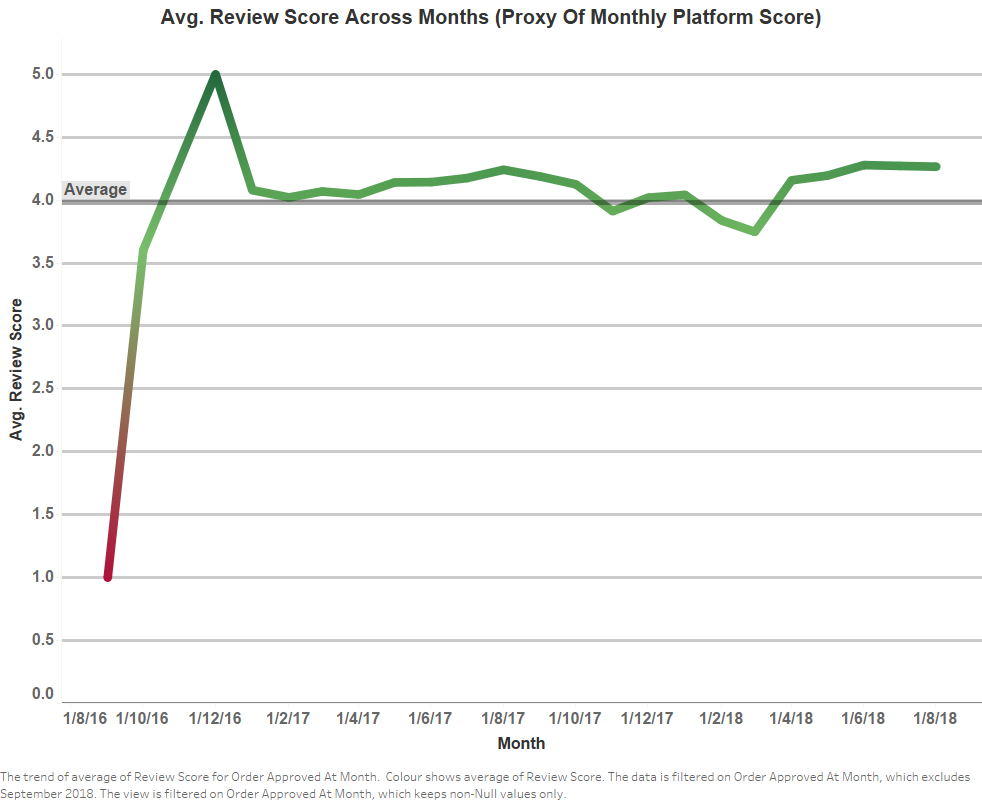 Avg. Review Score Across Months (Proxy Of Monthly Platform Score)
5.0
4.5
Average
4.0
3.5
3.0
2.5
2.0
1.5
1.0
0.5
0.0
Avg. Review Score
1/8/16 1/10/16 1/12/16 1/2/17 1/4/17 1/6/17 1/8/17 1/10/17 1/12/17 1/2/18 1/4/18 1/6/18 1/8/18
Month
The trend of average of Review Score for Order Approved At Month.  Colour shows average of Review Score. The data is filtered on Order Approved At Month, which excludes
September 2018. The view is filtered on Order Approved At Month, which keeps non-Null values only.